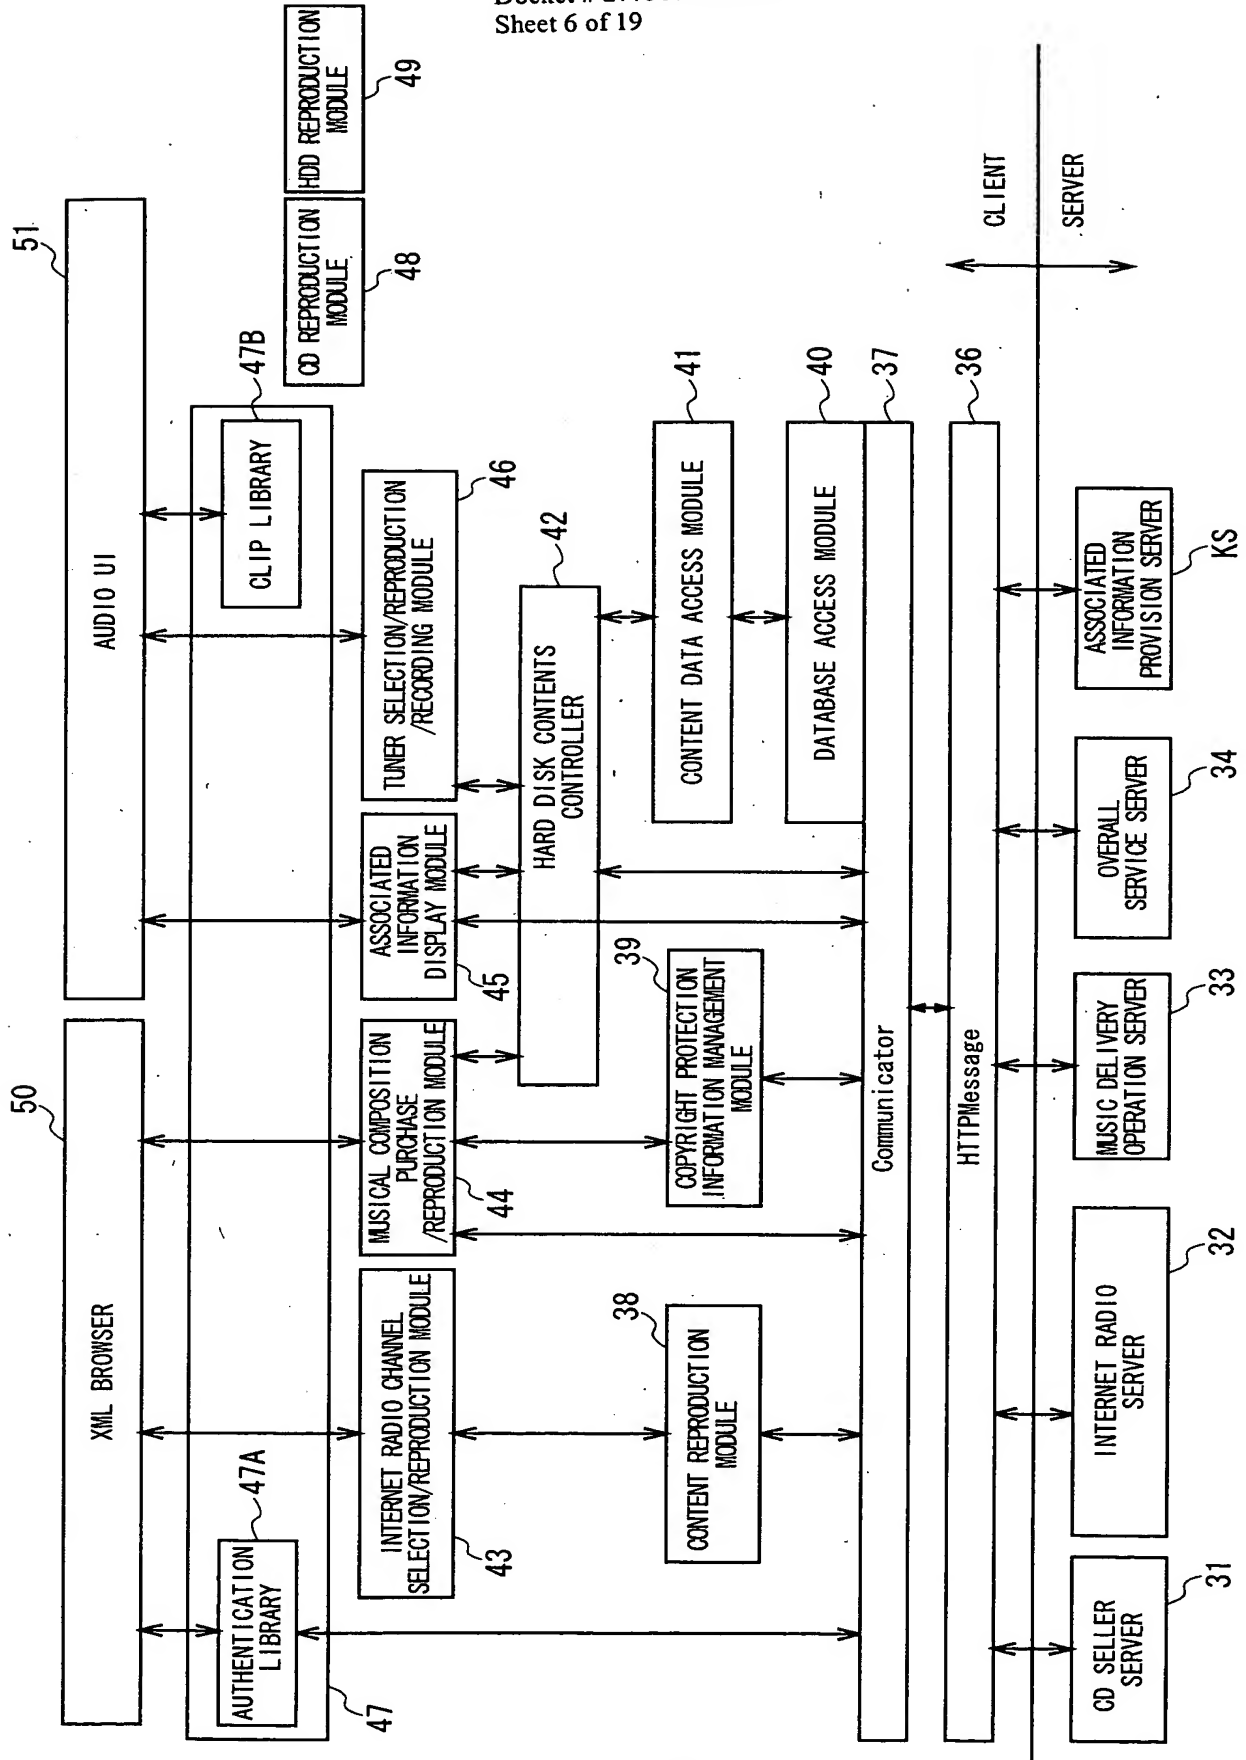 Sheet 6 of 19
50
51
XML BROWSER
AUDIO UI
47A
47B
AUTHENTICATION
LIBRARY
CLIP LIBRARY
47
CD REPRODUCTION
MODULE
48
HDD REPRODUCTION
MODULE
49
INTERNET RADIO CHANNEL
SELECTION/REPRODUCTION MODULE
43
MUSICAL COMPOSITION
PURCHASE
/REPRODUCTION MODULE
44
ASSOCIATED
INFORMATION
DISPLAY MODULE
45
TUNER SELECTION/REPRODUCTION
/RECORDING MODULE
46
HARD DISK CONTENTS
CONTROLLER
42
38
CONTENT REPRODUCTION
MODULE
39
COPYRIGHT PROTECTION
INFORMATION MANAGEMENT
MODULE
CONTENT DATA ACCESS MODULE
41
DATABASE ACCESS MODULE
40
Communicator
37
HTTPMessage
36
CLIENT
SERVER
CD SELLER
SERVER
31
INTERNET RADIO
SERVER
32
MUSIC DELIVERY
OPERATION SERVER
33
OVERALL
SERVICE SERVER
34
ASSOCIATED
INFORMATION
PROVISION SERVER
KS